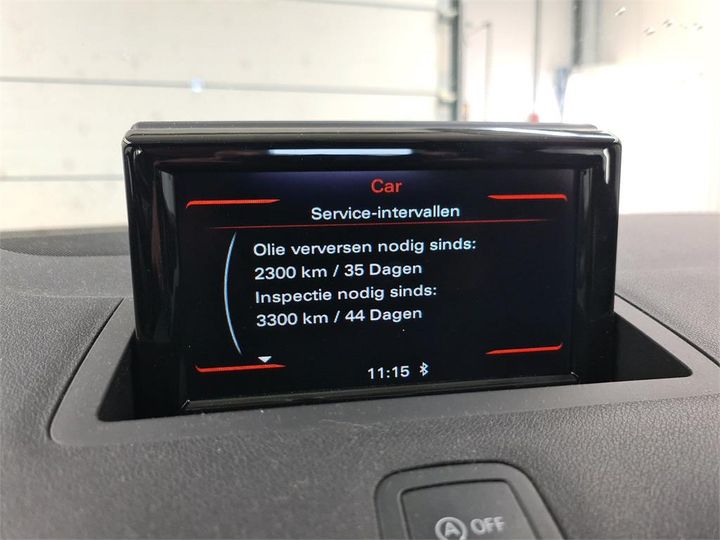 Car
Service-intervallen
Olie verversen nodig sinds:
2300 km / 35 Dagen
Inspectie nodig sinds:
3300 km / 44 Dagen
11:15
A OFF